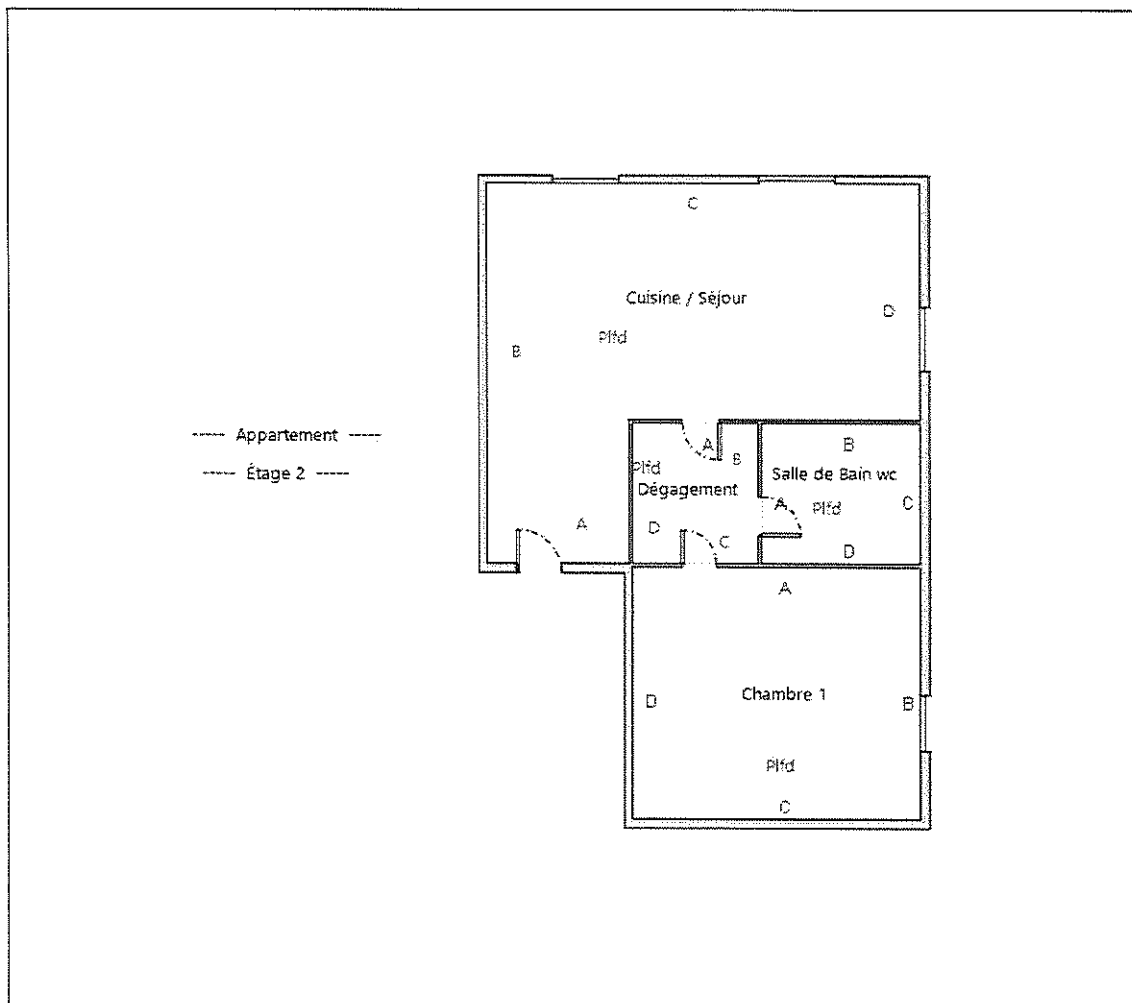 C
Cuisine / Séjour
D
Plfd
B
---- Appartement ----
---- Étage 2 ----
A
B
B
Plfd
Salle de Bain wc
Dégagement
A
Plfd
C
A
D
C
D
A
Chambre 1
D
B
Plfd
C